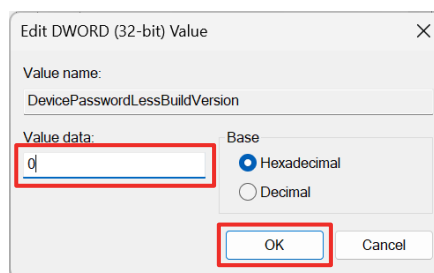 Edit DWORD (32-bit) Value
Value name:
DevicePasswordLessBuildVersion
Value data:
0
Base
Hexadecimal
Decimal
OK
Cancel